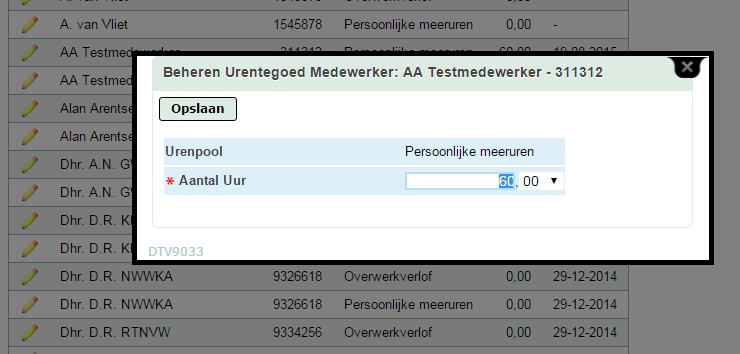 A. van Vliet 1545878 Persoonlijke meeruren 0,00 -
AA Testmedewerker 311312 Persoonlijke meeruren 60,00 19-08-2015
Beheren Urentegoed Medewerker: AA Testmedewerker - 311312
AA Testmed
Opslaan
Alan Arentse
Alan Arentse
Urenpool Persoonlijke meeruren
Dhr. A.N. G
* Aantal Uur 60, 00
Dhr. A.N. G
Dhr. D.R. K
Dhr. D.R. K
DTV9033
Dhr. D.R. NWWKA 9326618 Overwerkverlof 0,00 29-12-2014
Dhr. D.R. NWWKA 9326618 Persoonlijke meeruren 0,00 29-12-2014
Dhr. D.R. RTNVW 9334256 Overwerkverlof 0,00 29-12-2014